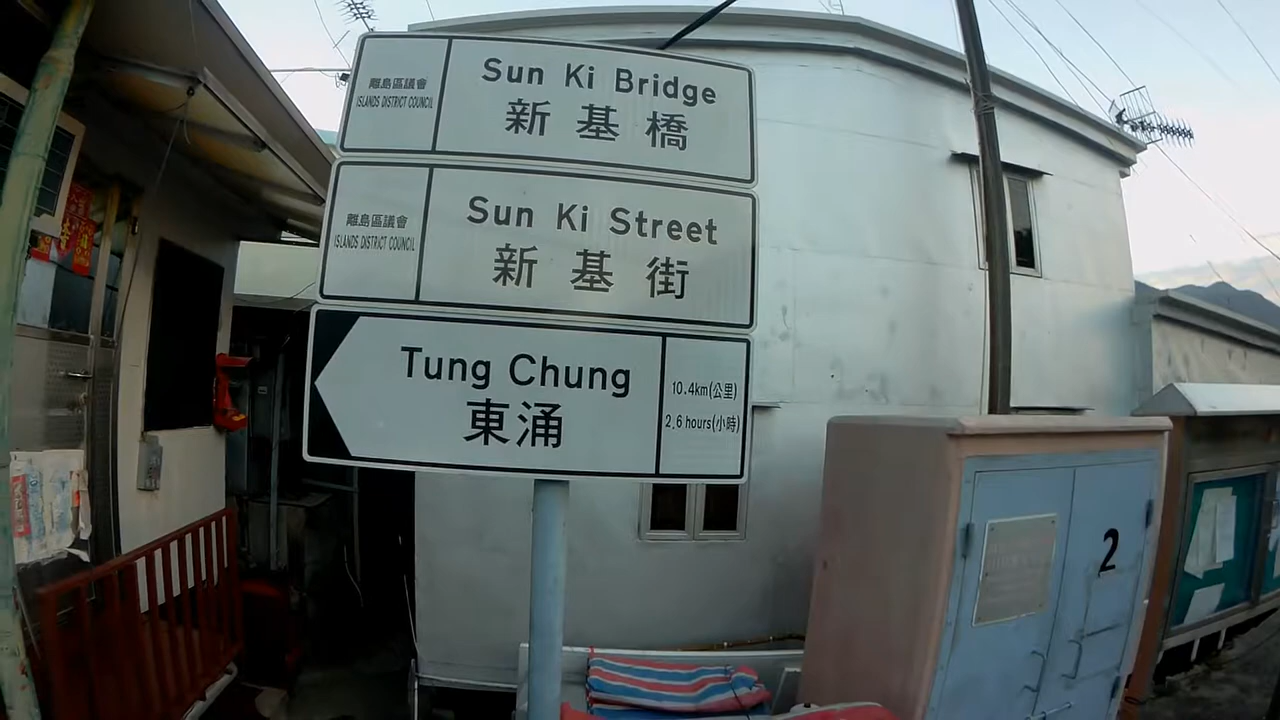 離島區議會
ISLANDS DISTRICT COUNCIL
Sun Ki Bridge
新基橋
離島區議會
ISLANDS DISTRICT COUNCIL
Sun Ki Street
新基街
Tung Chung
東涌
10.4km(公里)
2.6 hours(小時)
2